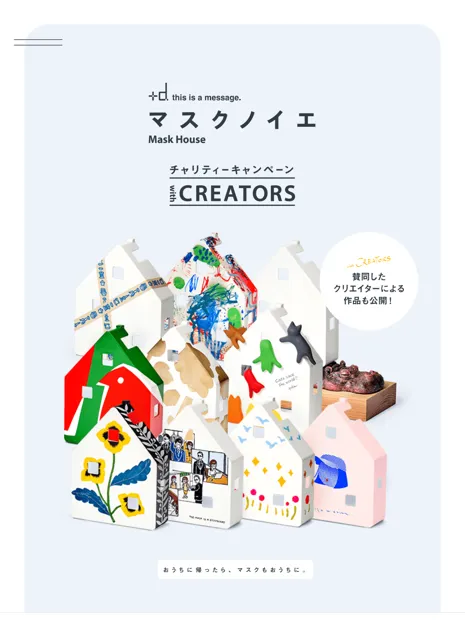 +d. this is a message.
マスクノイエ
Mask House
チャリティーキャンペーン
with CREATORS
with CREATORS
賛同した
クリエイターによる
作品も公開！
おうちに帰ったら、マスクもおうちに。